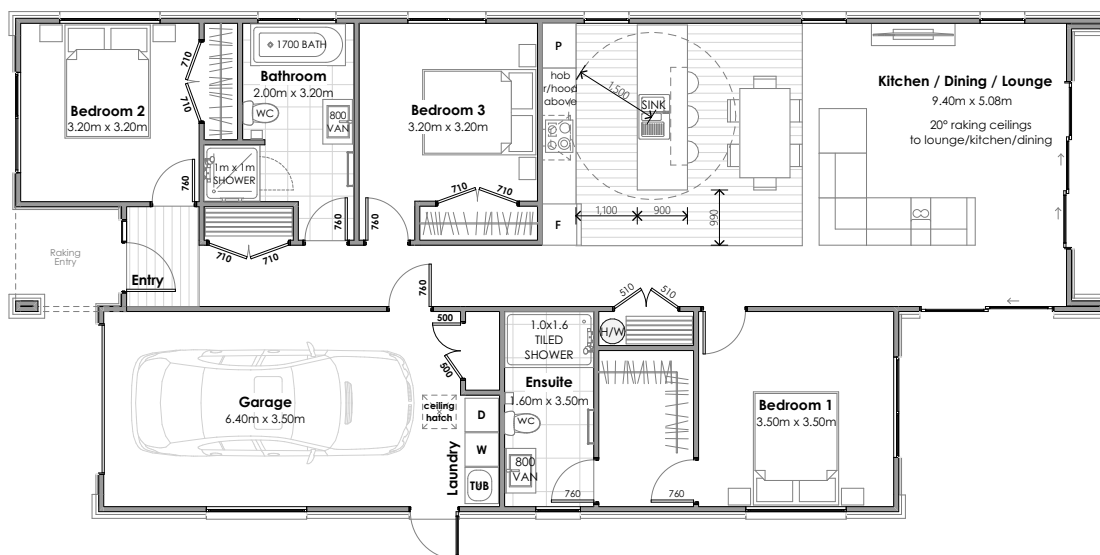 1700 BATH
Bathroom
2.00m x 3.20m
WC
800
VAN
1m x 1m
SHOWER
Bedroom 2
3.20m x 3.20m
710
710
760
760
Bedroom 3
3.20m x 3.20m
710
710
760
P
hob
r/hood
above
1,500
SINK
F
1,100
900
990
Kitchen / Dining / Lounge
9.40m x 5.08m
20° raking ceilings
to lounge/kitchen/dining
Raking
Entry
Entry
710
710
760
510
510
H/W
500
500
1.0x1.6
TILED
SHOWER
Ensuite
1.60m x 3.50m
WC
800
VAN
760
760
Garage
6.40m x 3.50m
ceiling
hatch
Laundry
D
W
TUB
Bedroom 1
3.50m x 3.50m